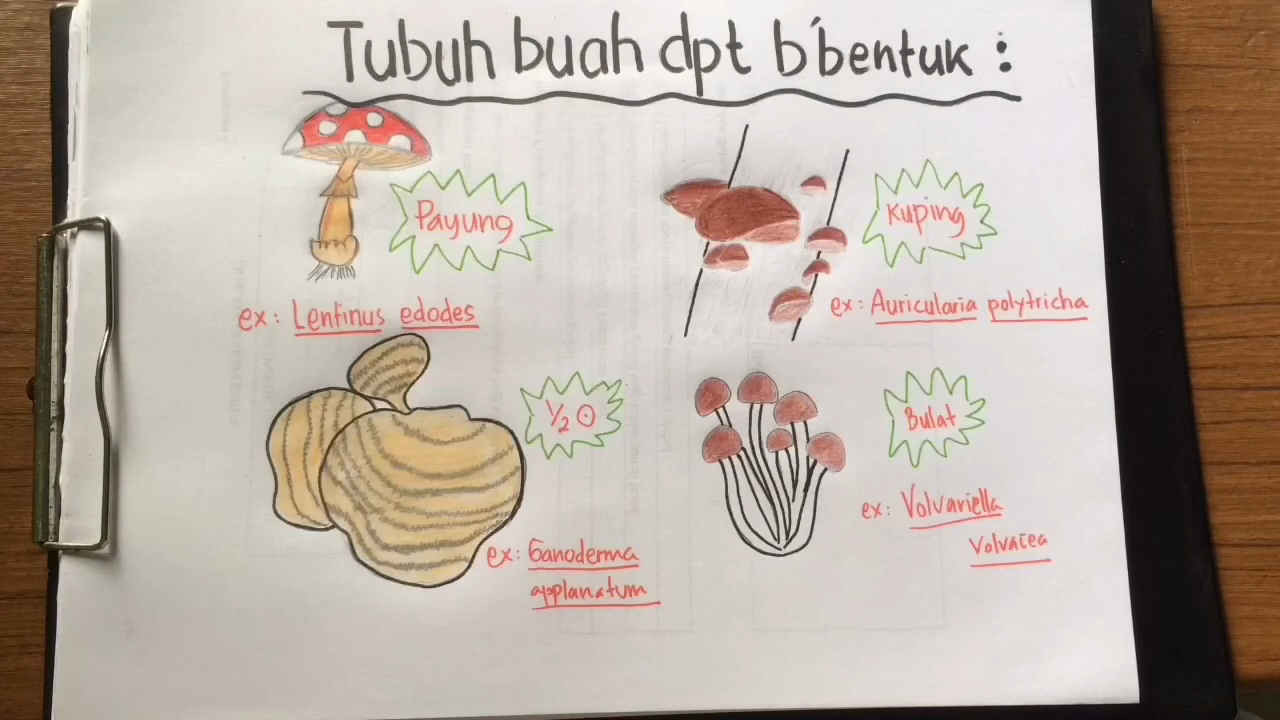 Tubuh buah dpt b'bentuk :
Payung
ex: Lentinus edodes
Kuping
ex: Auricularia polytricha
1/2 ⊙
ex: Ganoderma
applanatum
Bulat
ex: Volvariella
Volvacea